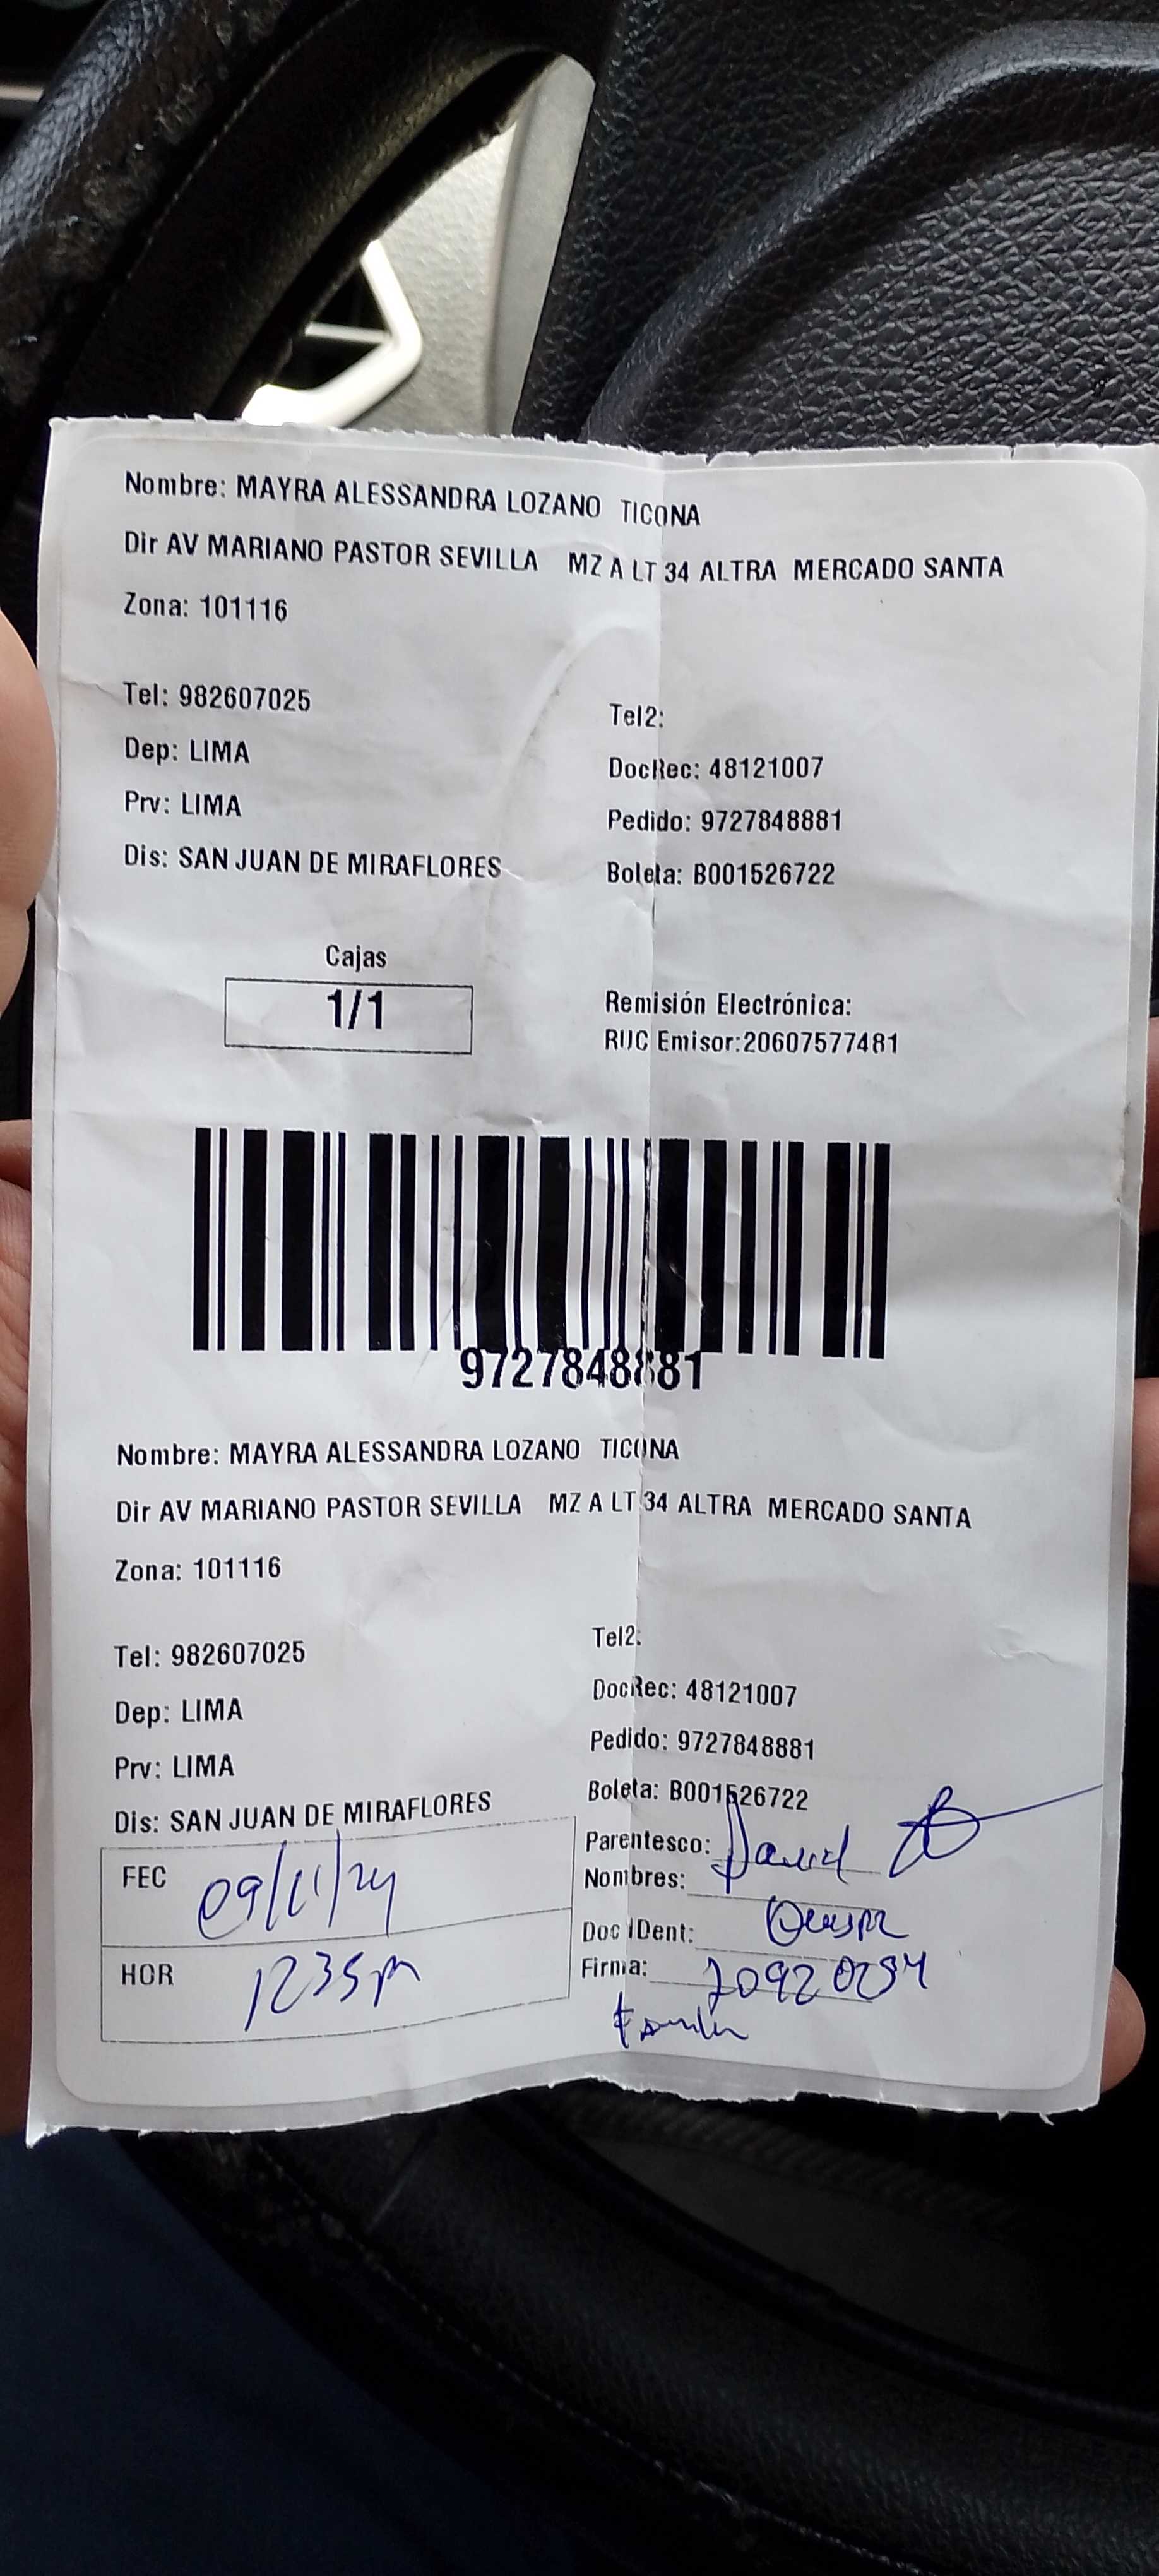 Nombre: MAYRA ALESSANDRA LOZANO TICONA
Dir AV MARIANO PASTOR SEVILLA MZ A LT 34 ALTRA MERCADO SANTA
Zona: 101116
Tel: 982607025
Tel2:
Dep: LIMA
DocRec: 48121007
Prv: LIMA
Pedido: 9727848881
Dis: SAN JUAN DE MIRAFLORES
Boleta: B001526722
Cajas
1/1
Remisión Electrónica:
RUC Emisor:20607577481
9727848881
Nombre: MAYRA ALESSANDRA LOZANO TICONA
Dir AV MARIANO PASTOR SEVILLA MZ A LT 34 ALTRA MERCADO SANTA
Zona: 101116
Tel: 982607025
Tel2:
Dep: LIMA
DocRec: 48121007
Prv: LIMA
Pedido: 9727848881
Dis: SAN JUAN DE MIRAFLORES
Boleta: B001526722
FEC 09/11/24
HOR 1235pm
Parentesco: David
Nombres:
Doc IDent:
Firma: